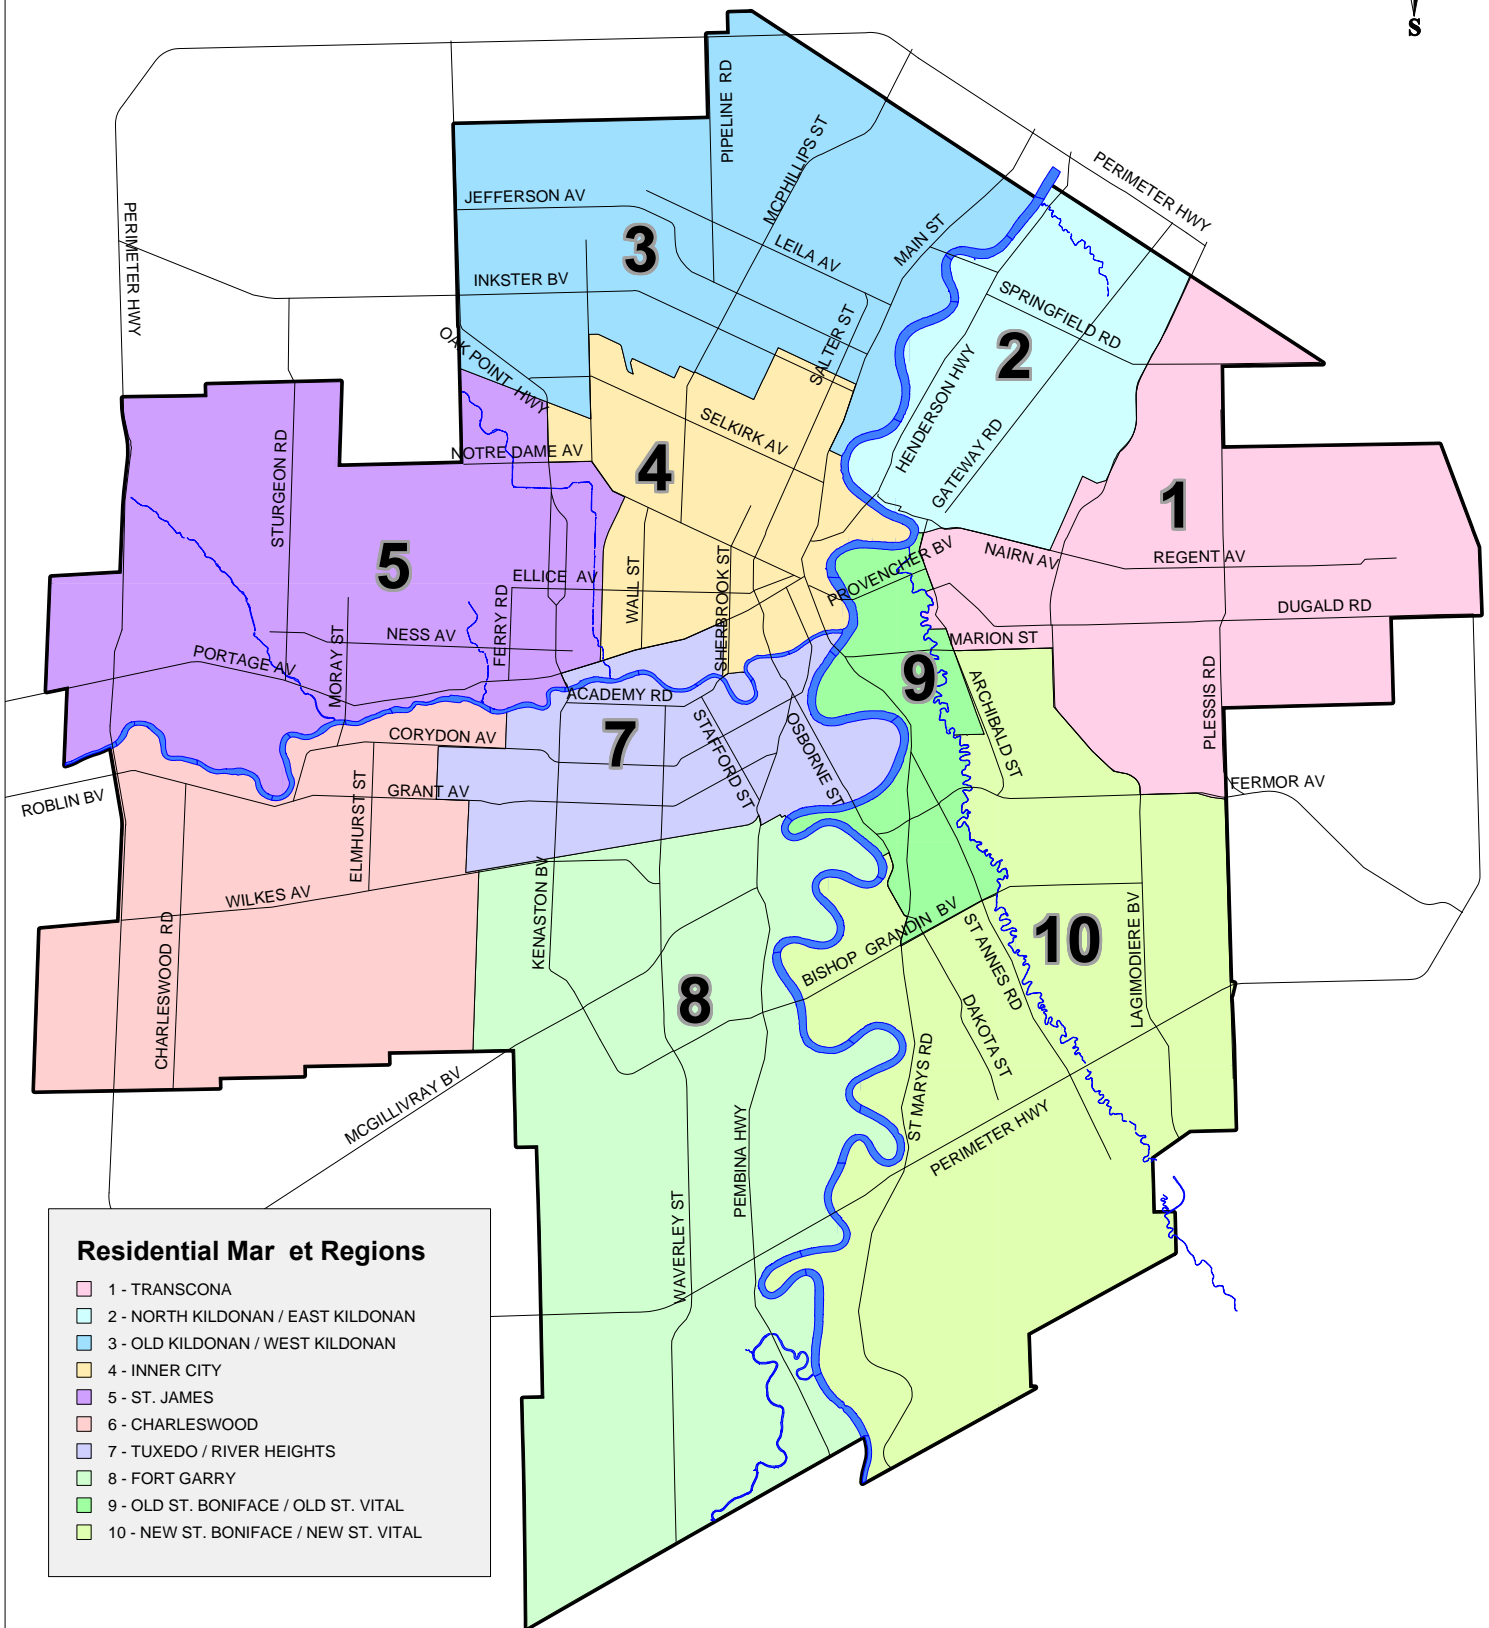 S
PIPELINE RD
MCPHILLIPS ST
PERIMETER HWY
PERIMETER HWY
JEFFERSON AV
3
LEILA AV
MAIN ST
INKSTER BV
SPRINGFIELD RD
OAK POINT HWY
SALTER ST
2
HENDERSON HWY
SELKIRK AV
GATEWAY RD
NOTRE DAME AV
4
STURGEON RD
1
5
NAIRN AV
REGENT AV
PROVENCHER BV
ELLICE AV
WALL ST
SHERBROOK ST
DUGALD RD
FERRY RD
NESS AV
MARION ST
PORTAGE AV
MORAY ST
9
ACADEMY RD
ARCHIBALD ST
PLESSIS RD
STAFFORD ST
OSBORNE ST
CORYDON AV
7
GRANT AV
ROBLIN BV
ELMHURST ST
FERMOR AV
WILKES AV
KENASTON BV
CHARLESWOOD RD
BISHOP GRANDIN BV
ST ANNES RD
10
LAGIMODIERE BV
8
DAKOTA ST
ST MARYS RD
MCGILLIVRAY BV
PERIMETER HWY
PEMBINA HWY
WAVERLEY ST
Residential Mar et Regions
1 - TRANSCONA
2 - NORTH KILDONAN / EAST KILDONAN
3 - OLD KILDONAN / WEST KILDONAN
4 - INNER CITY
5 - ST. JAMES
6 - CHARLESWOOD
7 - TUXEDO / RIVER HEIGHTS
8 - FORT GARRY
9 - OLD ST. BONIFACE / OLD ST. VITAL
10 - NEW ST. BONIFACE / NEW ST. VITAL